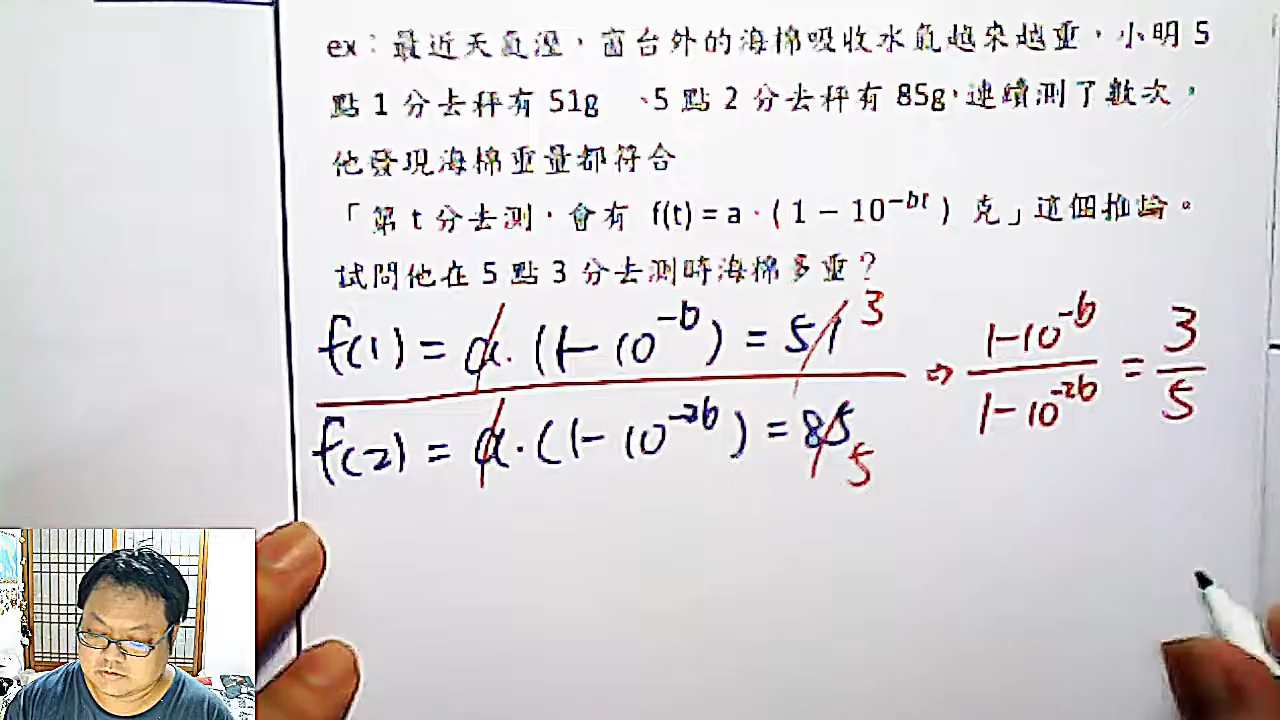 ex：最近天氣溼，窗台外的海棉吸收水氣越來越重，小明 5
點 1 分去秤有 51g 、5 點 2 分去秤有 85g，連續測了數次，
他發現海棉重量都符合
「第 t 分去測，會有 f(t) = a · ( 1 − 10^{−bt} ) 克」這個推論。
試問他在 5 點 3 分去測時海棉多重？
f(1) = a · (1 − 10^{−b}) = 51 3 ⇒ \frac{1−10^{−b}}{1−10^{−2b}} = \frac{3}{5}
f(2) = a · (1 − 10^{−2b}) = 85 5